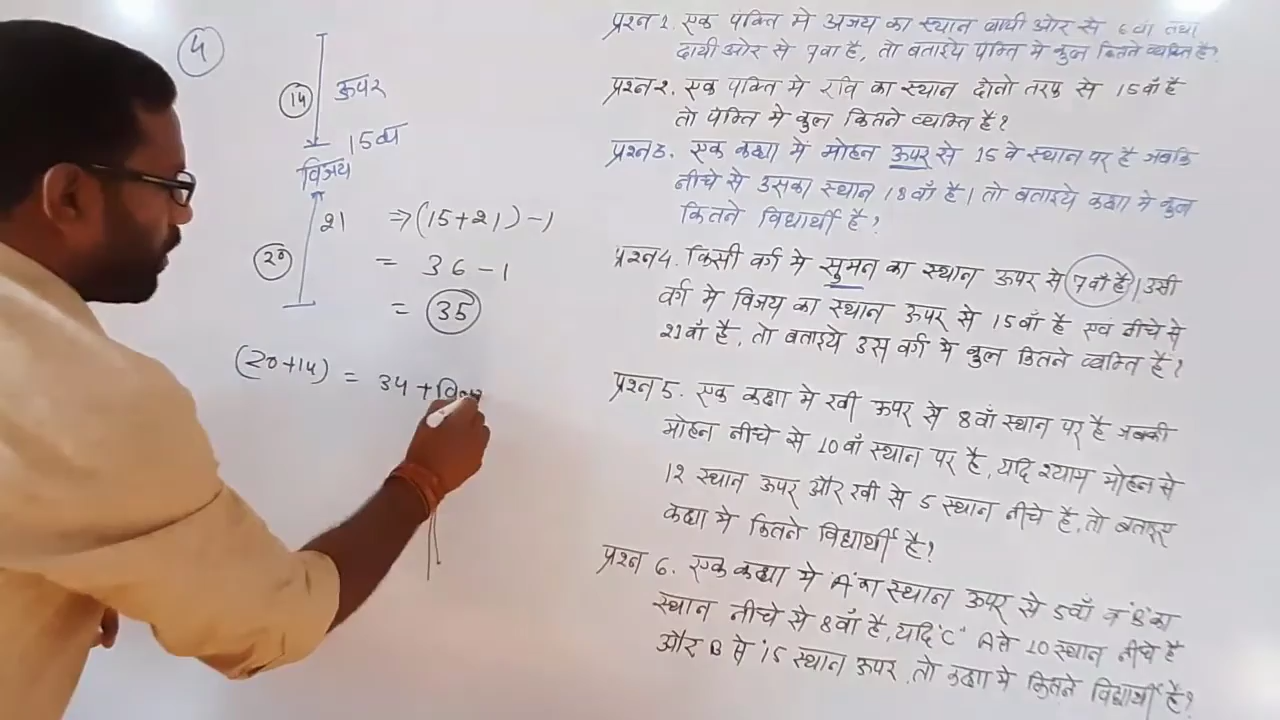 4
14
ऊपर
15वा
विजय
21 ⇒(15+21)-1
20
= 36-1
= 35
(20+14) = 34+विजय
प्रश्न 1. एक पंक्ति मे अजय का स्थान बायी ओर से 6वा तथा
दायी ओर से 7वा है, तो बताइये पंक्ति मे कुल कितने व्यक्ति है?
प्रश्न 2. एक पंक्ति मे रवि का स्थान दोनो तरफ से 15वाँ है
तो पंक्ति मे कुल कितने व्यक्ति है?
प्रश्न 3. एक कक्षा में मोहन ऊपर से 15 वे स्थान पर है जबकि
नीचे से उसका स्थान 18वाँ है। तो बताइये कक्षा मे कुल
कितने विद्यार्थी है?
प्रश्न 4. किसी वर्ग मे सुमन का स्थान ऊपर से 7वाँ है। उसी
वर्ग मे विजय का स्थान ऊपर से 15वाँ है एवं नीचे से
21वाँ है, तो बताइये उस वर्ग मे कुल कितने व्यक्ति है?
प्रश्न 5. एक कक्षा मे रवी ऊपर से 8वाँ स्थान पर है जबकी
मोहन नीचे से 10वाँ स्थान पर है, यदि श्याम मोहन से
12 स्थान ऊपर और रवी से 5 स्थान नीचे है, तो बताइए
कक्षा मे कितने विद्यार्थी है?
प्रश्न 6. एक कक्षा मे 'A' का स्थान ऊपर से 5वाँ व 'B' का
स्थान नीचे से 8वाँ है, यदि "C" A से 10 स्थान नीचे है
और B से 15 स्थान ऊपर, तो कक्षा मे कितने विद्यार्थी है?